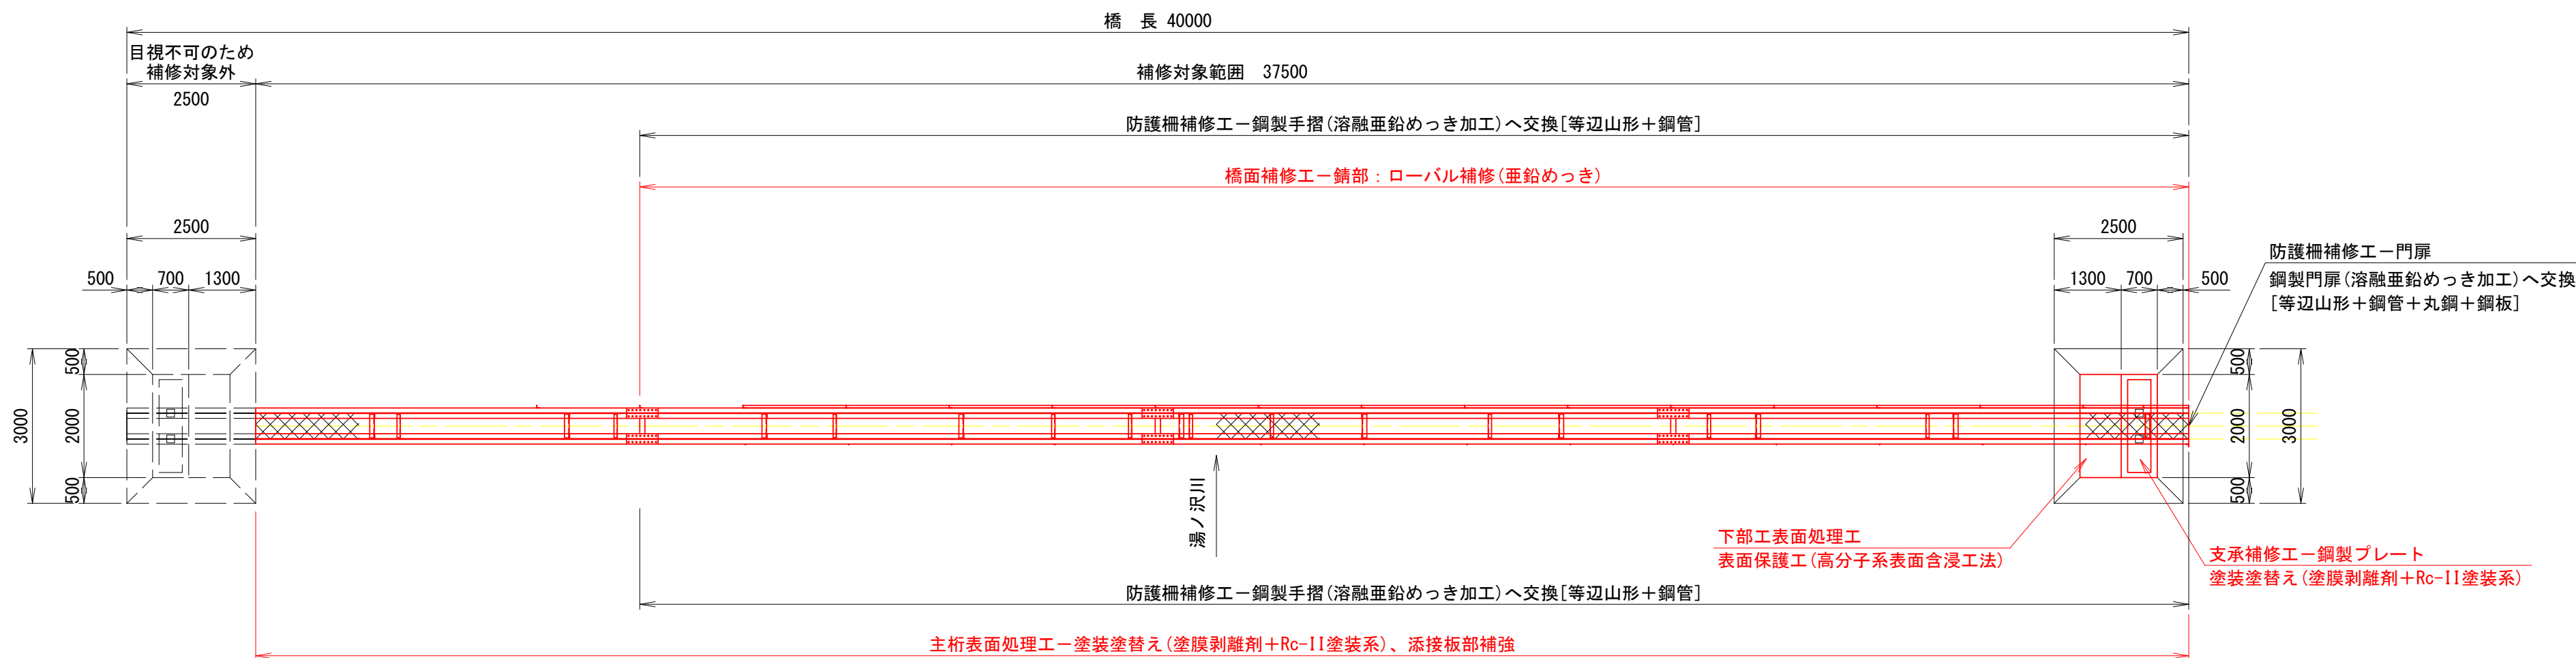 橋　長 40000
目視不可のため
補修対象外
2500
補修対象範囲　37500
防護柵補修工－鋼製手摺(溶融亜鉛めっき加工)へ交換[等辺山形＋鋼管]
橋面補修工－錆部：ローバル補修(亜鉛めっき)
2500
500
700
1300
2500
1300
700
500
防護柵補修工－門扉
鋼製門扉(溶融亜鉛めっき加工)へ交換
[等辺山形＋鋼管＋丸鋼＋鋼板]
3000
500
2000
500
500
2000
500
3000
湯ノ沢川
下部工表面処理工
表面保護工(高分子系表面含浸工法)
支承補修工－鋼製プレート
塗装塗替え(塗膜剥離剤+Rc-II塗装系)
防護柵補修工－鋼製手摺(溶融亜鉛めっき加工)へ交換[等辺山形＋鋼管]
主桁表面処理工－塗装塗替え(塗膜剥離剤+Rc-II塗装系)、添接板部補強